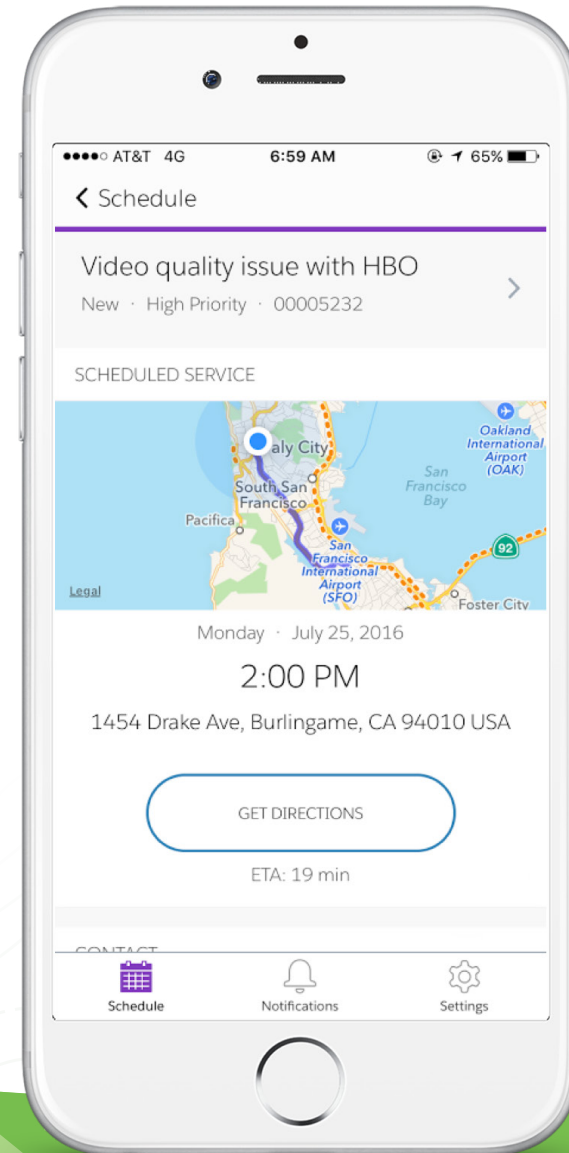 AT&T 4G 6:59 AM 65%
Schedule
Video quality issue with HBO
New · High Priority · 00005232
SCHEDULED SERVICE
Oakland
International
Airport
(OAK)
aly City
San
Francisco
Bay
South San
Francisco
Pacifica
92
San
Francisco
International
Airport
(SFO)
Legal
Foster City
Monday · July 25, 2016
2:00 PM
1454 Drake Ave, Burlingame, CA 94010 USA
GET DIRECTIONS
ETA: 19 min
CONTACT
Schedule Notifications Settings